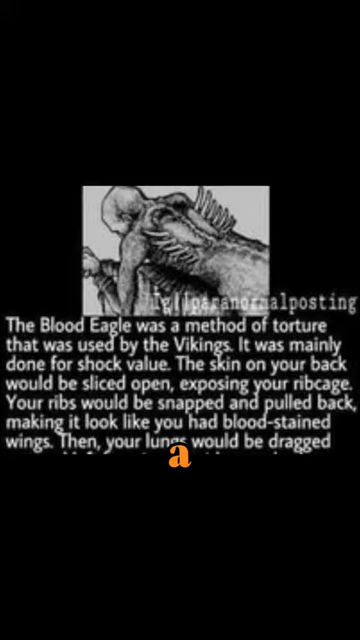 ig||paranormalposting
The Blood Eagle was a method of torture
that was used by the Vikings. It was mainly
done for shock value. The skin on your back
would be sliced open, exposing your ribcage.
Your ribs would be snapped and pulled back,
making it look like you had blood-stained
wings. Then, your lungs would be dragged
a